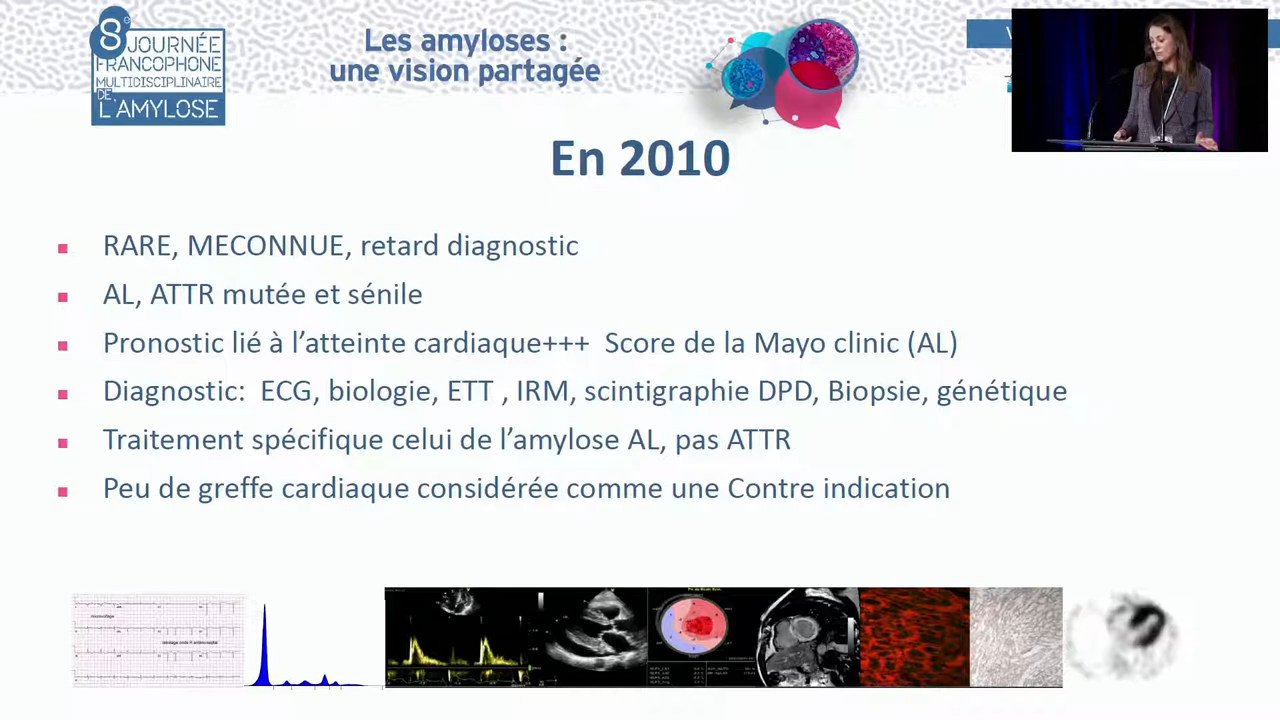 8e JOURNÉE
FRANCOPHONE
MULTIDISCIPLINAIRE
DE
L'AMYLOSE
Les amyloses :
une vision partagée
En 2010
RARE, MECONNUE, retard diagnostic
AL, ATTR mutée et sénile
Pronostic lié à l'atteinte cardiaque+++ Score de la Mayo clinic (AL)
Diagnostic: ECG, biologie, ETT , IRM, scintigraphie DPD, Biopsie, génétique
Traitement spécifique celui de l'amylose AL, pas ATTR
Peu de greffe cardiaque considérée comme une Contre indication
microvoltage